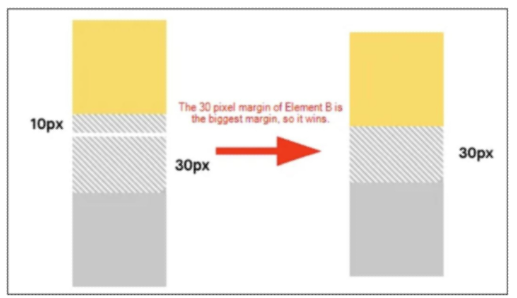 The 30 pixel margin of Element B is
the biggest margin, so it wins.
10px
30px
30px